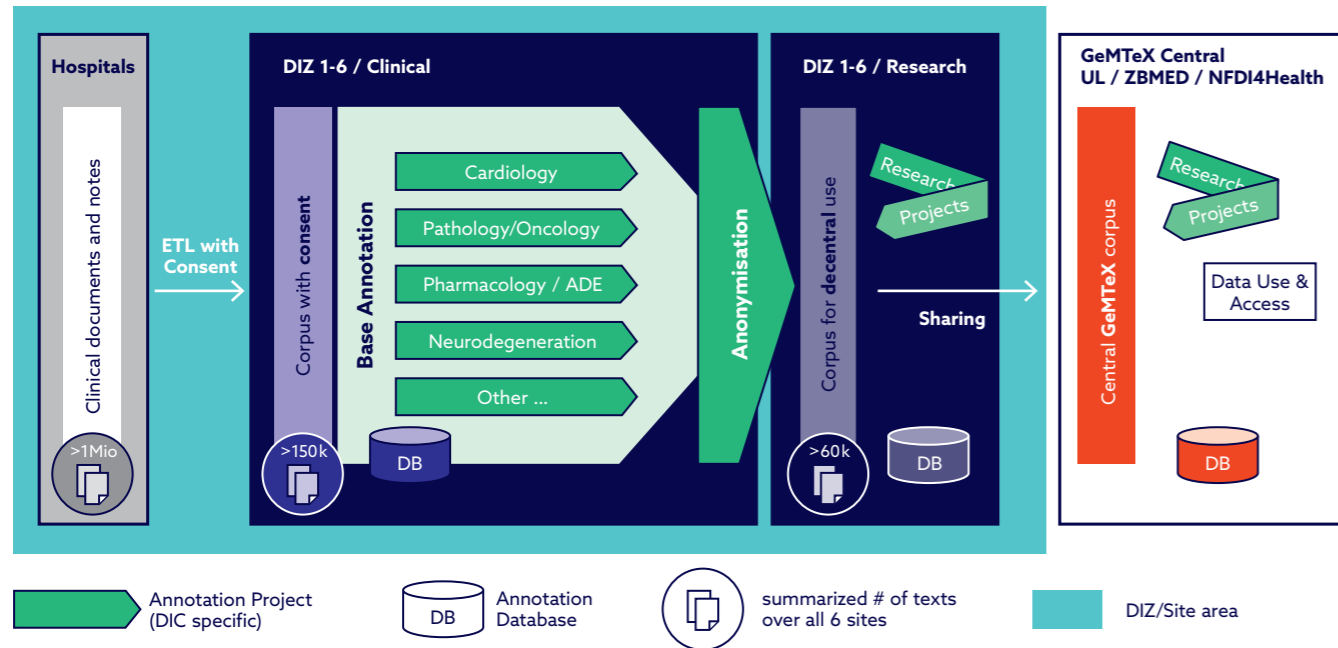 Hospitals
Clinical documents and notes
>1Mio
ETL with
Consent
DIZ 1-6 / Clinical
Corpus with consent
>150k
Base Annotation
Cardiology
Pathology/Oncology
Pharmacology / ADE
Neurodegeneration
Other ...
DB
Anonymisation
DIZ 1-6 / Research
Corpus for decentral use
>60k
Research
Projects
DB
Sharing
GeMTeX Central
UL / ZBMED / NFDI4Health
Central GeMTeX corpus
Research
Projects
Data Use &
Access
DB
Annotation Project
(DIC specific)
DB
Annotation
Database
summarized # of texts
over all 6 sites
DIZ/Site area